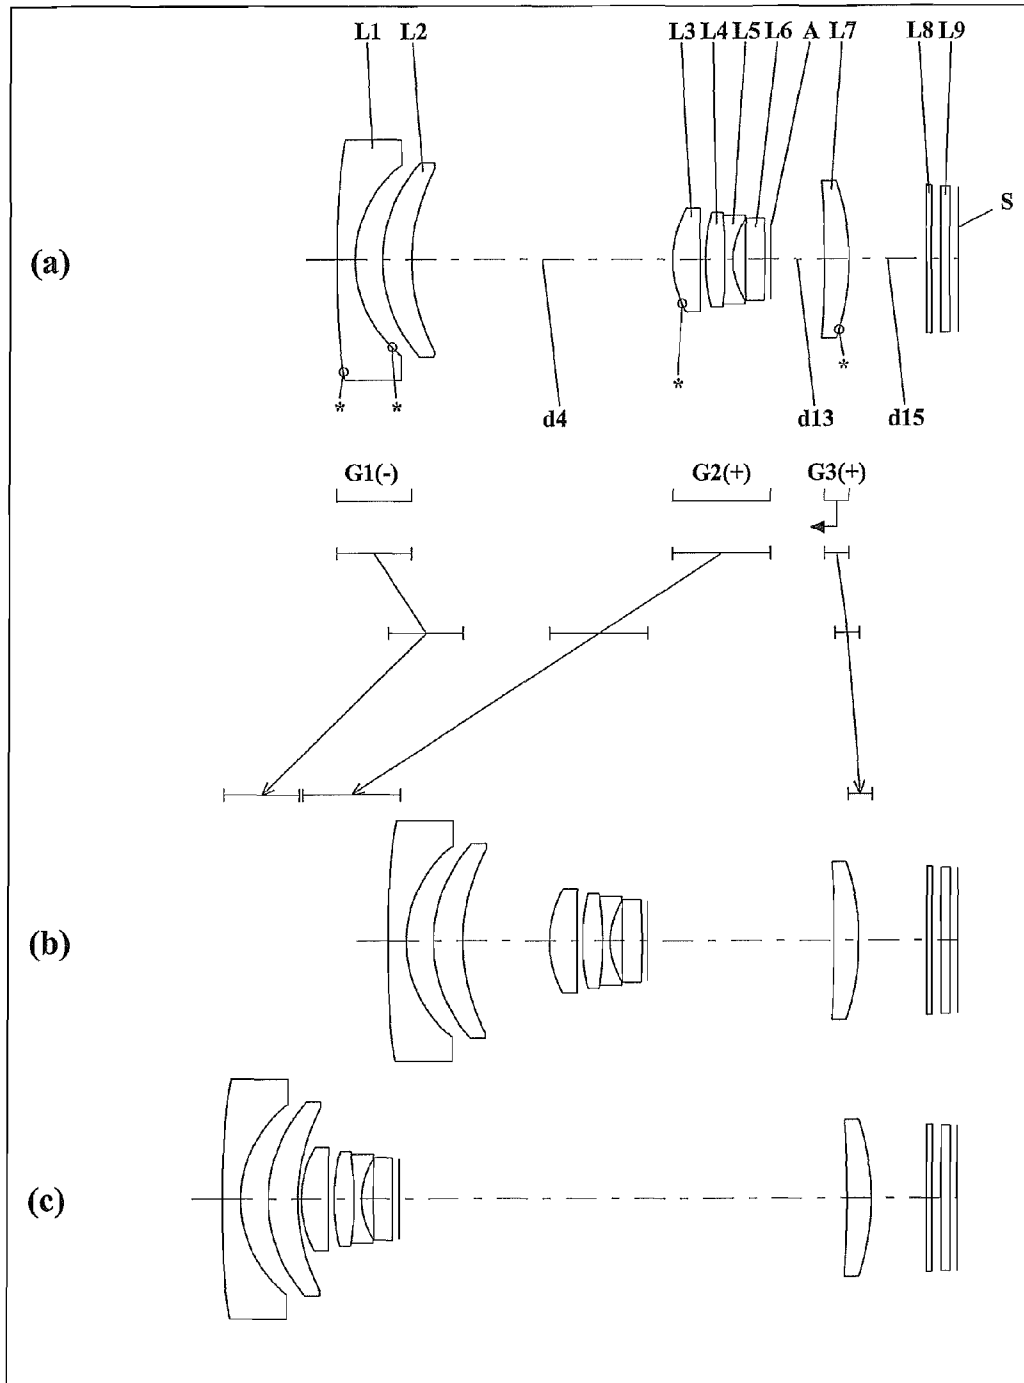 L1 L2 L3 L4 L5 L6 A L7 L8 L9
S
(a)
* * * *
d4 d13 d15
G1(-) G2(+) G3(+)
(b)
(c)